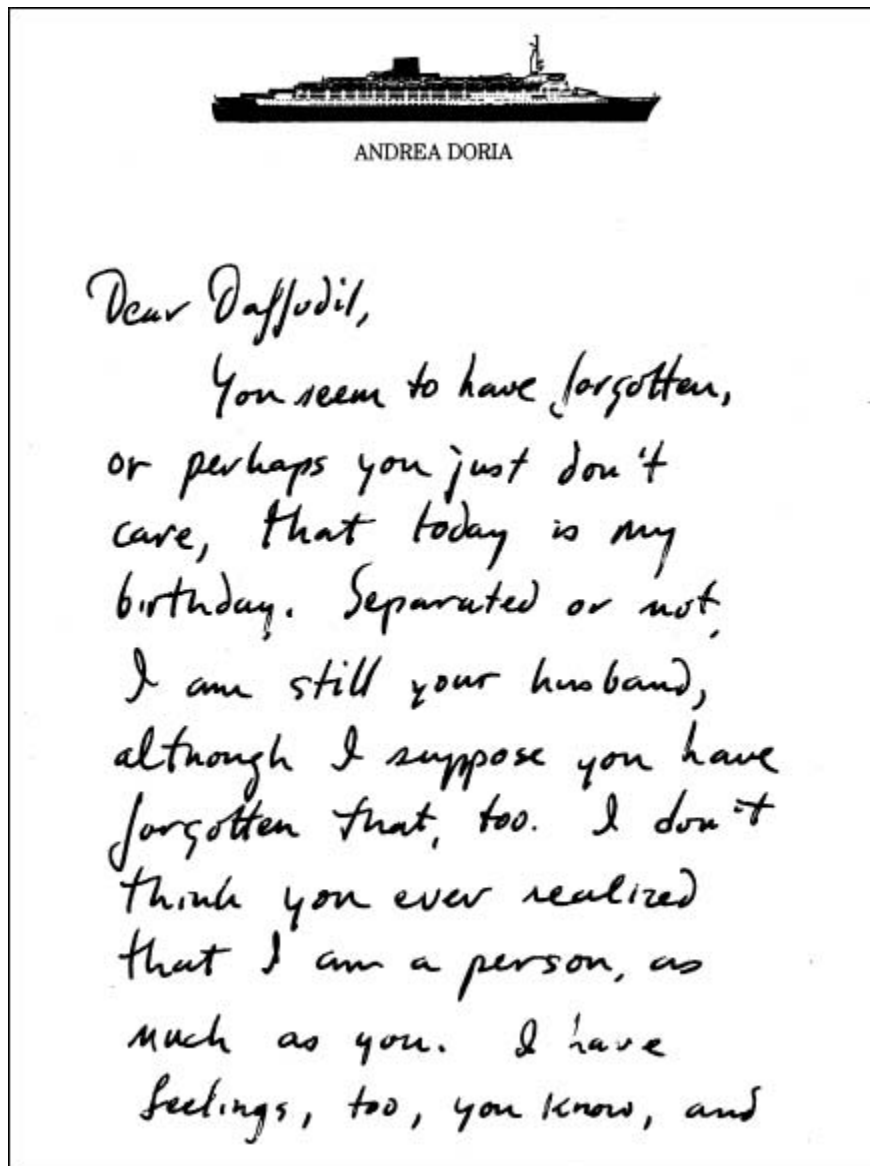 ANDREA DORIA
Dear Daffodil,
You seem to have forgotten,
or perhaps you just don't
care, that today is my
birthday. Separated or not,
I am still your husband,
although I suppose you have
forgotten that, too. I don't
think you ever realized
that I am a person, as
much as you. I have
feelings, too, you know, and